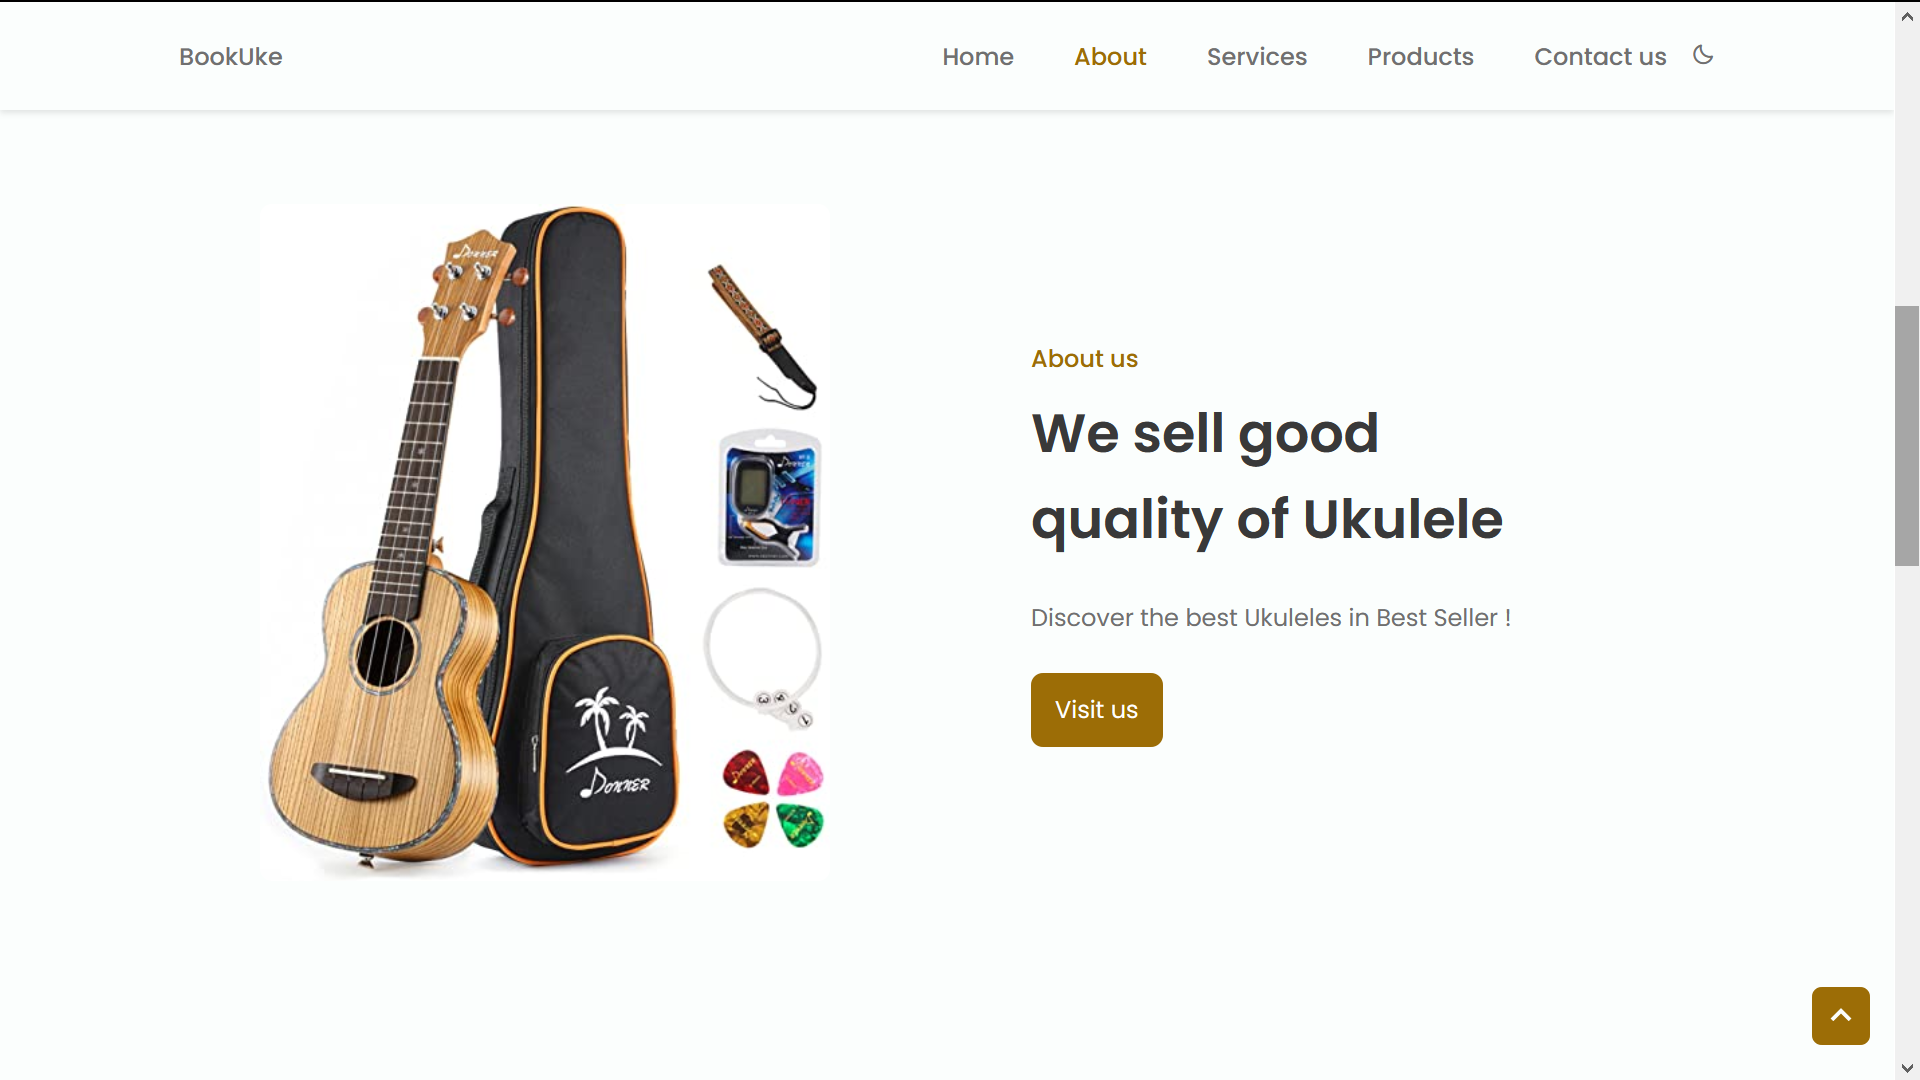 BookUke
Home About Services Products Contact us
Donner
Donner
About us
We sell good
quality of Ukulele
Discover the best Ukuleles in Best Seller !
Visit us
Donner